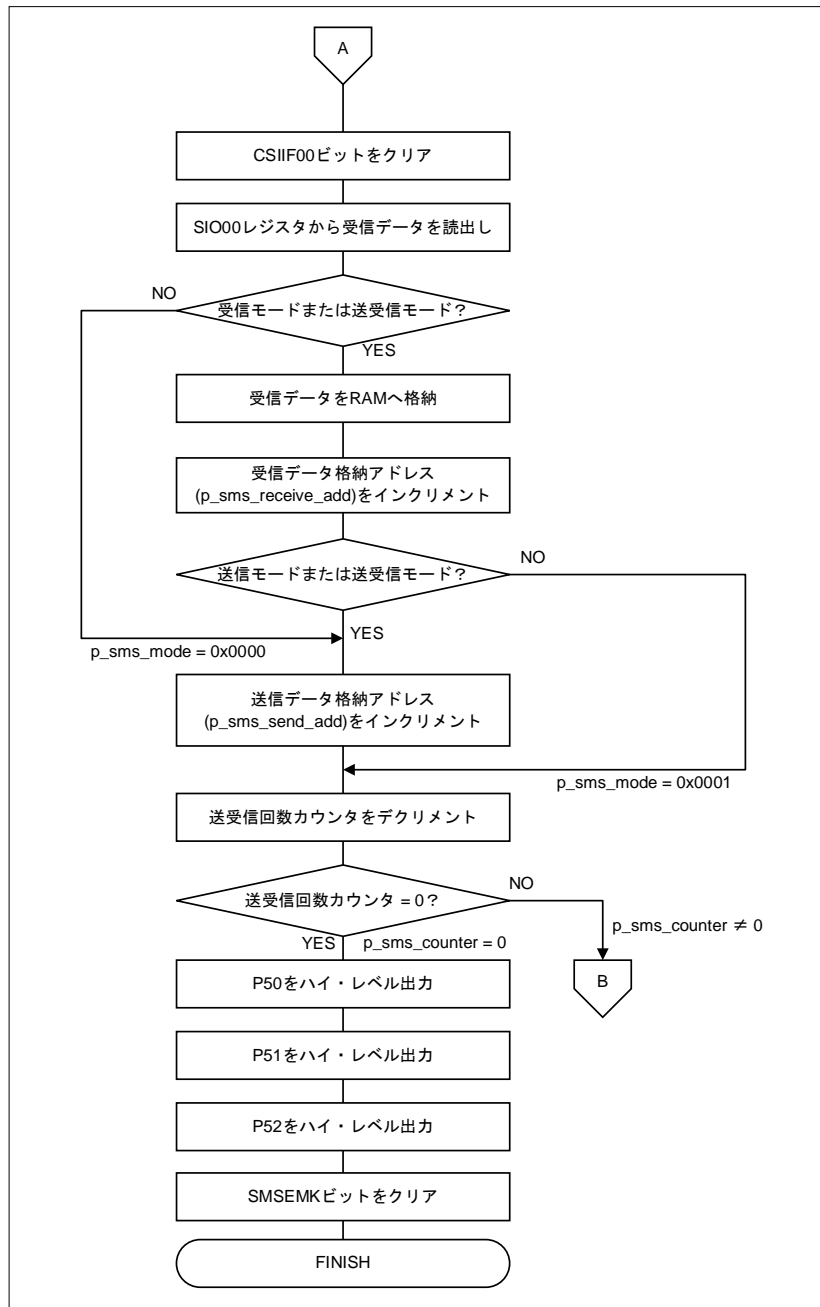 A
CSIIF00ビットをクリア
SIO00レジスタから受信データを読出し
NO
受信モードまたは送受信モード？
YES
受信データをRAMへ格納
受信データ格納アドレス
(p_sms_receive_add)をインクリメント
NO
送信モードまたは送受信モード？
YES
p_sms_mode = 0x0000
送信データ格納アドレス
(p_sms_send_add)をインクリメント
p_sms_mode = 0x0001
送受信回数カウンタをデクリメント
NO
送受信回数カウンタ = 0？
p_sms_counter ≠ 0
YES
p_sms_counter = 0
B
P50をハイ・レベル出力
P51をハイ・レベル出力
P52をハイ・レベル出力
SMSEMKビットをクリア
FINISH